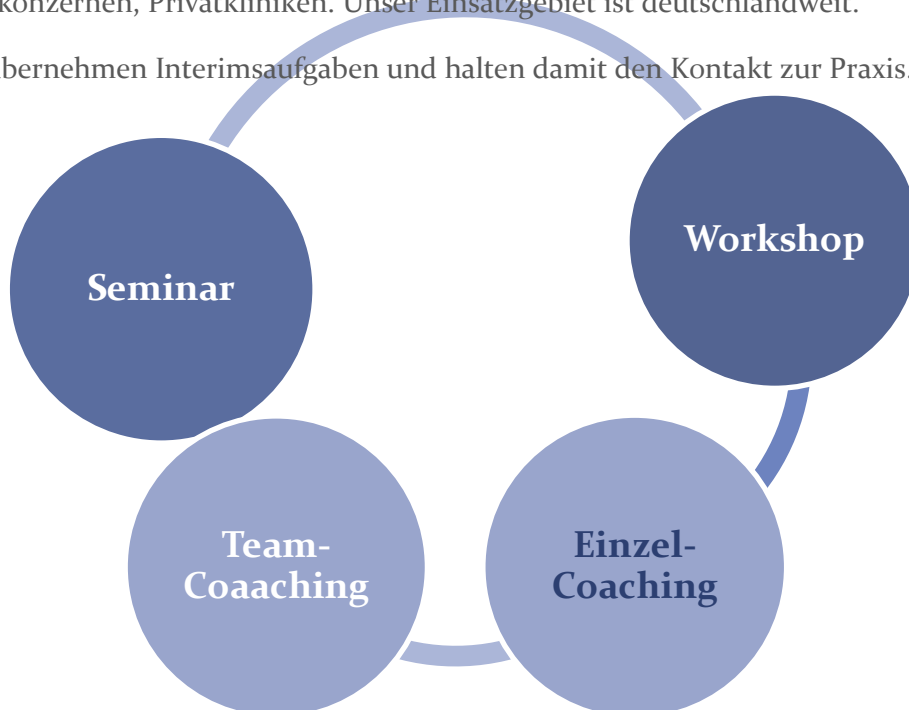 konzernen, Privatkliniken. Unser Einsatzgebiet ist deutschlandweit.
übernehmen Interimsaufgaben und halten damit den Kontakt zur Praxis.
Workshop
Seminar
Team-
Coaaching
Einzel-
Coaching